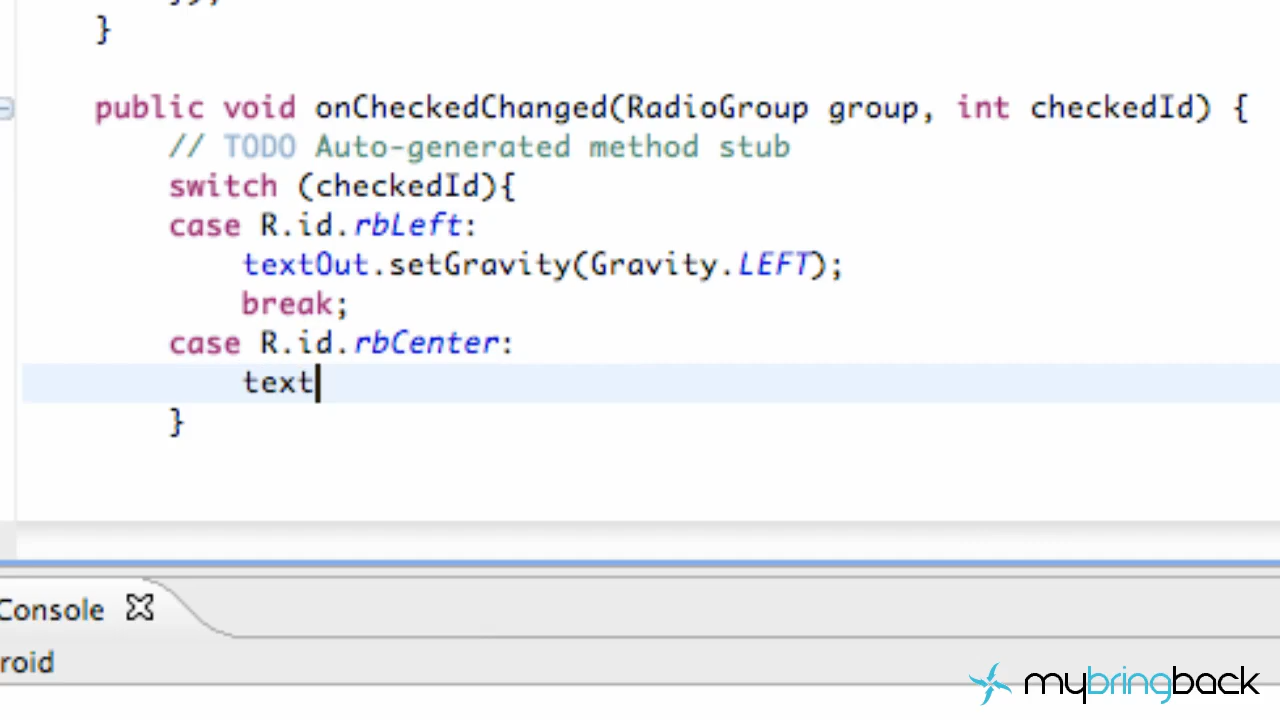 }
public void onCheckedChanged(RadioGroup group, int checkedId) {
// TODO Auto-generated method stub
switch (checkedId){
case R.id.rbLeft:
textOut.setGravity(Gravity.LEFT);
break;
case R.id.rbCenter:
text
}
Console
roid
mybringback